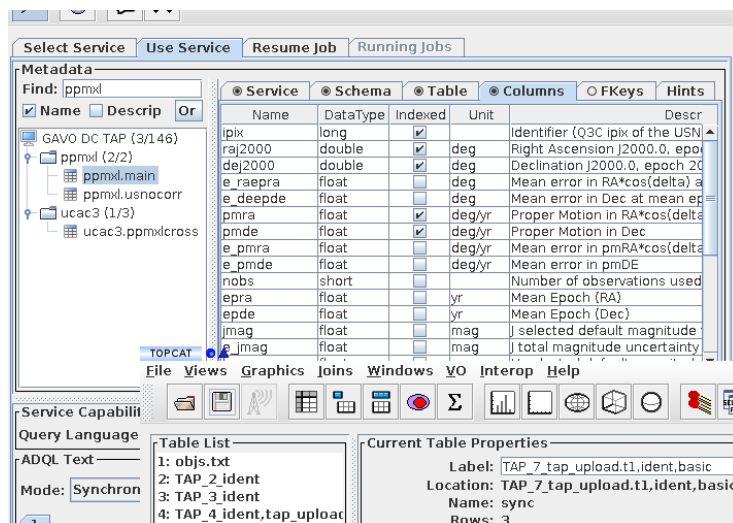 Select Service Use Service Resume Job Running Jobs
Metadata
Find: ppmxl
Name Descrip Or
GAVO DC TAP (3/146)
ppmxl (2/2)
ppmxl.main
ppmxl.usnocorr
ucac3 (1/3)
ucac3.ppmxlcross
Service Schema Table Columns FKeys Hints
Name DataType Indexed Unit Descr
ipix long Identifier (Q3C ipix of the USN
raj2000 double deg Right Ascension J2000.0, epo
dej2000 double deg Declination J2000.0, epoch 20
e_raepra float deg Mean error in RA*cos(delta) a
e_deepde float deg Mean error in Dec at mean ep
pmra float deg/yr Proper Motion in RA*cos(delta
pmde float deg/yr Proper Motion in Dec
e_pmra float deg/yr Mean error in pmRA*cos(delta
e_pmde float deg/yr Mean error in pmDE
nobs short Number of observations used
epra float yr Mean Epoch (RA)
epde float yr Mean Epoch (Dec)
jmag float mag J selected default magnitude
e_jmag float mag J total magnitude uncertainty
TOPCAT
File Views Graphics Joins Windows VO Interop Help
Service Capabilit
Query Language
ADQL Text
Mode: Synchron
1
Table List
1: objs.txt
2: TAP_2_ident
3: TAP_3_ident
4: TAP_4_ident,tap_upload
Current Table Properties
Label: TAP_7_tap_upload.t1,ident,basic
Location: TAP_7_tap_upload.t1,ident,basic
Name: sync
Rows: 3